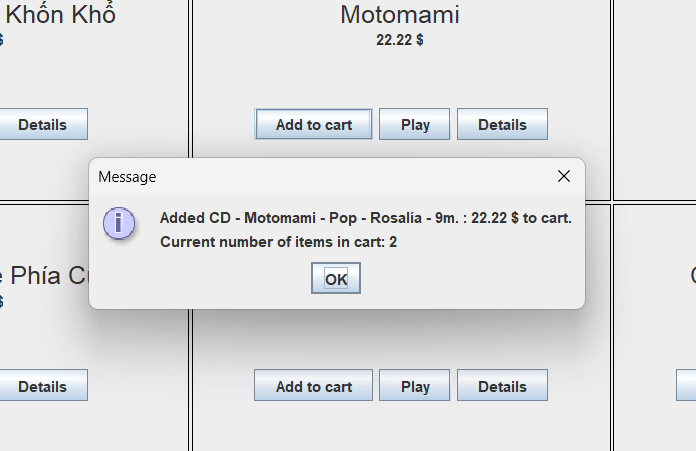 Khốn Khổ
$
Motomami
22.22 $
Details
Add to cart
Play
Details
Message
Added CD - Motomami - Pop - Rosalía - 9m. : 22.22 $ to cart.
Current number of items in cart: 2
OK
Phía
$
Details
Add to cart
Play
Details